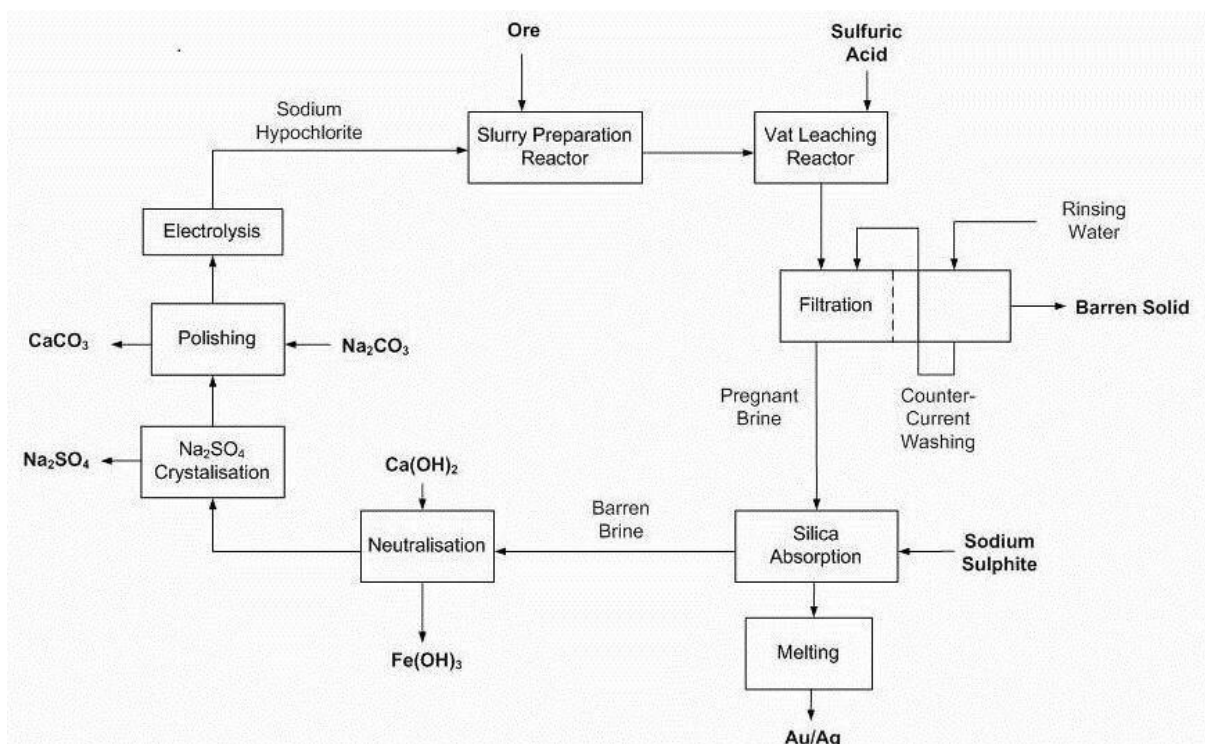 Ore
Sulfuric
Acid
Sodium
Hypochlorite
Slurry Preparation
Reactor
Vat Leaching
Reactor
Electrolysis
Rinsing
Water
Filtration
Barren Solid
CaCO₃
Polishing
Na₂CO₃
Pregnant
Brine
Counter-
Current
Washing
Na₂SO₄
Na₂SO₄
Crystalisation
Ca(OH)₂
Neutralisation
Barren
Brine
Silica
Absorption
Sodium
Sulphite
Fe(OH)₃
Melting
Au/Ag